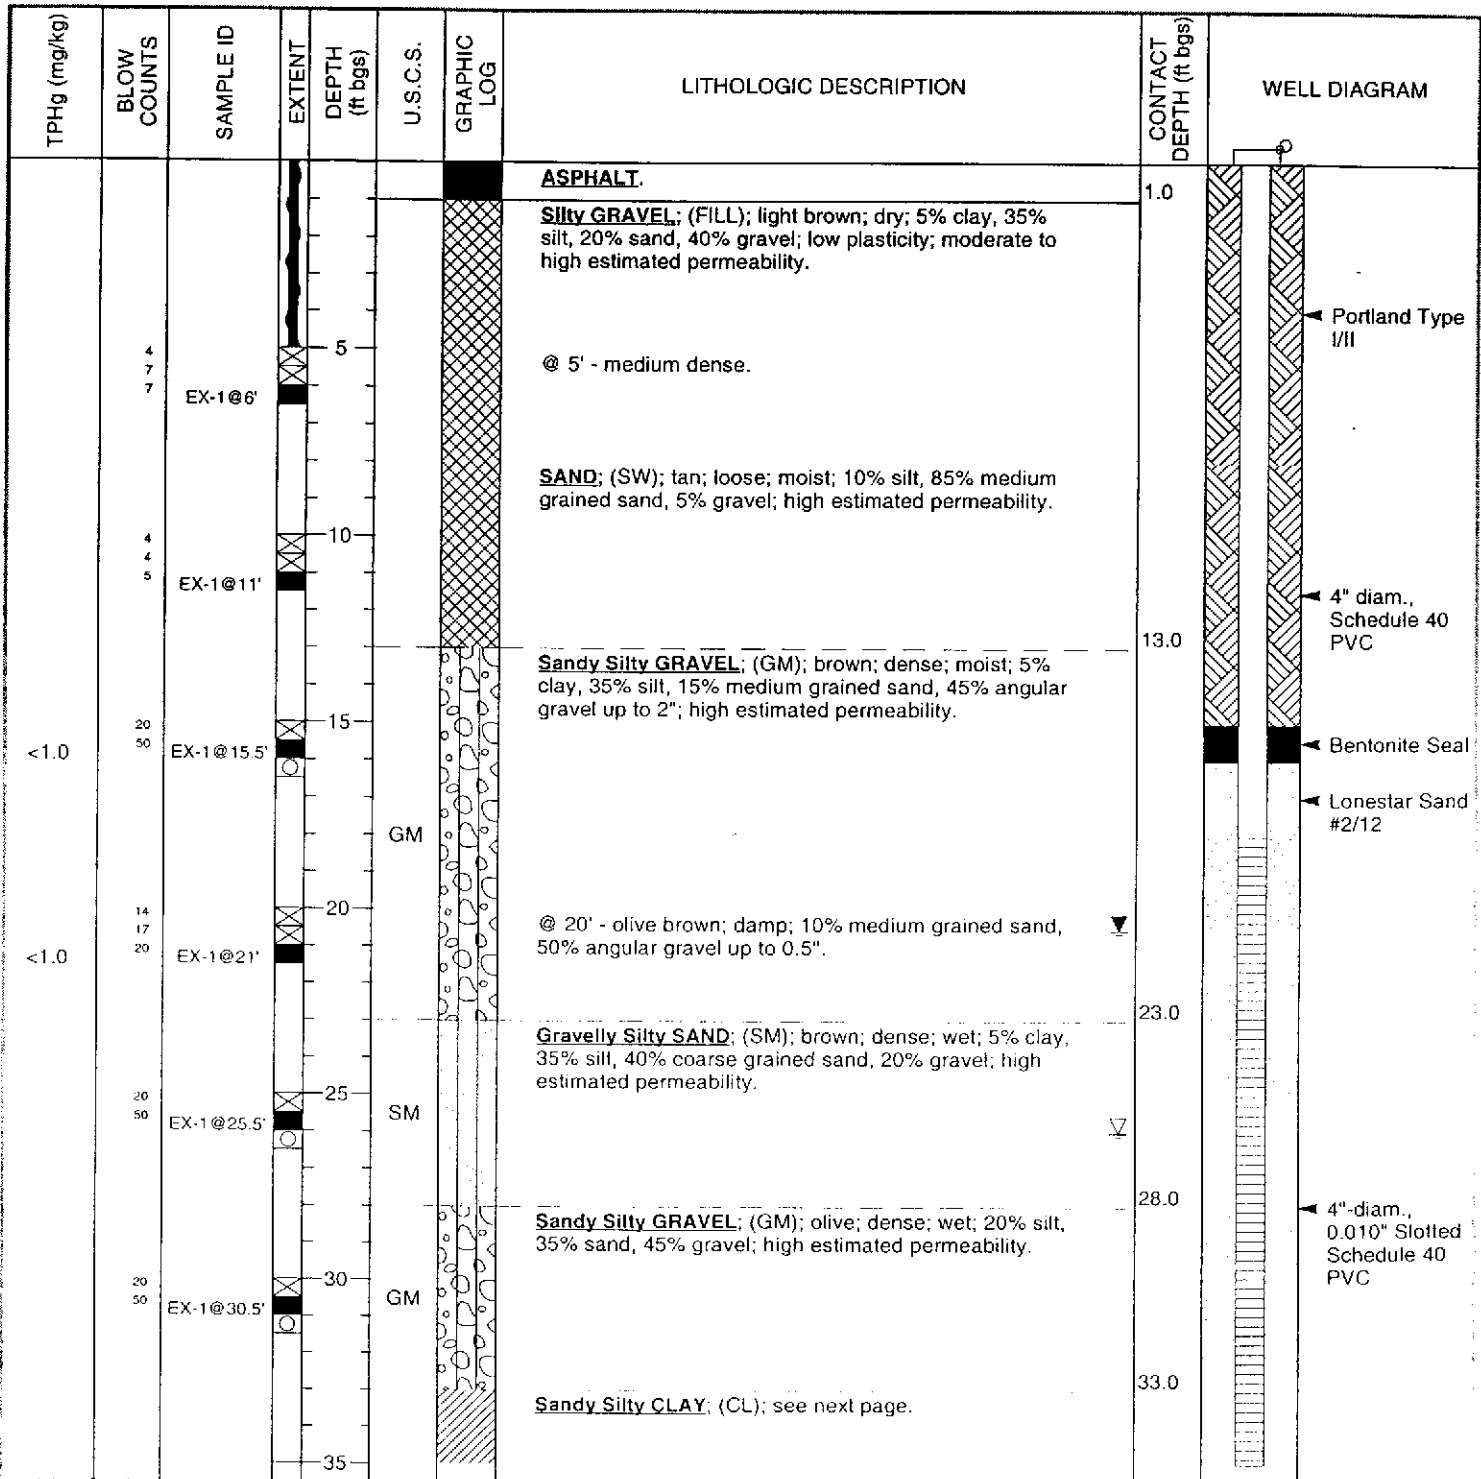 TPHg (mg/kg)
BLOW
COUNTS
SAMPLE ID
EXTENT
DEPTH
(ft bgs)
U.S.C.S.
GRAPHIC
LOG
LITHOLOGIC DESCRIPTION
CONTACT
DEPTH (ft bgs)
WELL DIAGRAM
ASPHALT.
1.0
Silty GRAVEL; (FILL); light brown; dry; 5% clay, 35%
silt, 20% sand, 40% gravel; low plasticity; moderate to
high estimated permeability.
Portland Type
I/II
4
7
7
5
@ 5' - medium dense.
EX-1@6'
SAND; (SW); tan; loose; moist; 10% silt, 85% medium
grained sand, 5% gravel; high estimated permeability.
4
4
5
10
EX-1@11'
4" diam.,
Schedule 40
PVC
13.0
Sandy Silty GRAVEL; (GM); brown; dense; moist; 5%
clay, 35% silt, 15% medium grained sand, 45% angular
gravel up to 2"; high estimated permeability.
20
50
15
<1.0
EX-1@15.5'
Bentonite Seal
Lonestar Sand
#2/12
GM
14
17
20
20
@ 20' - olive brown; damp; 10% medium grained sand,
50% angular gravel up to 0.5".
<1.0
EX-1@21'
23.0
Gravelly Silty SAND; (SM); brown; dense; wet; 5% clay,
35% silt, 40% coarse grained sand, 20% gravel; high
estimated permeability.
20
50
25
SM
EX-1@25.5'
28.0
Sandy Silty GRAVEL; (GM); olive; dense; wet; 20% silt,
35% sand, 45% gravel; high estimated permeability.
4"-diam.,
0.010" Slotted
Schedule 40
PVC
20
50
30
GM
EX-1@30.5'
33.0
Sandy Silty CLAY; (CL); see next page.
35